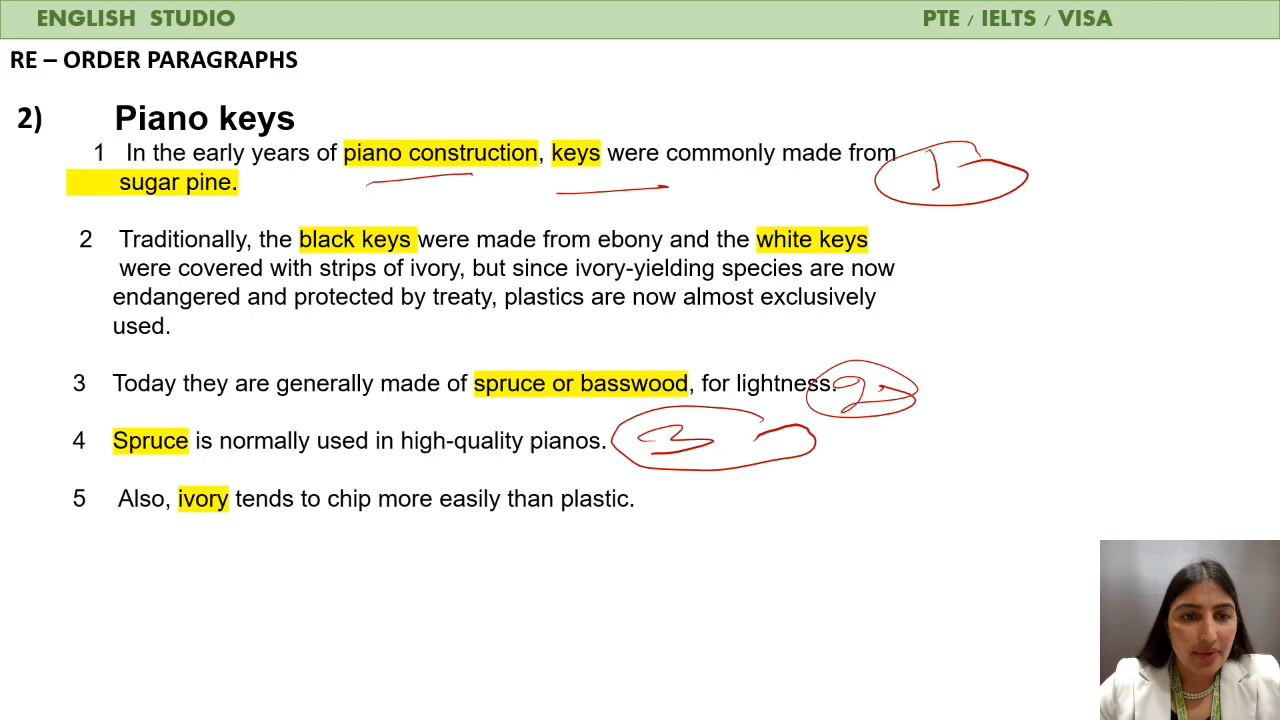 ENGLISH STUDIO
PTE / IELTS / VISA
RE – ORDER PARAGRAPHS
2) Piano keys
1 In the early years of piano construction, keys were commonly made from
sugar pine.
1
2 Traditionally, the black keys were made from ebony and the white keys
were covered with strips of ivory, but since ivory-yielding species are now
endangered and protected by treaty, plastics are now almost exclusively
used.
3 Today they are generally made of spruce or basswood, for lightness.
2
4 Spruce is normally used in high-quality pianos.
3
5 Also, ivory tends to chip more easily than plastic.